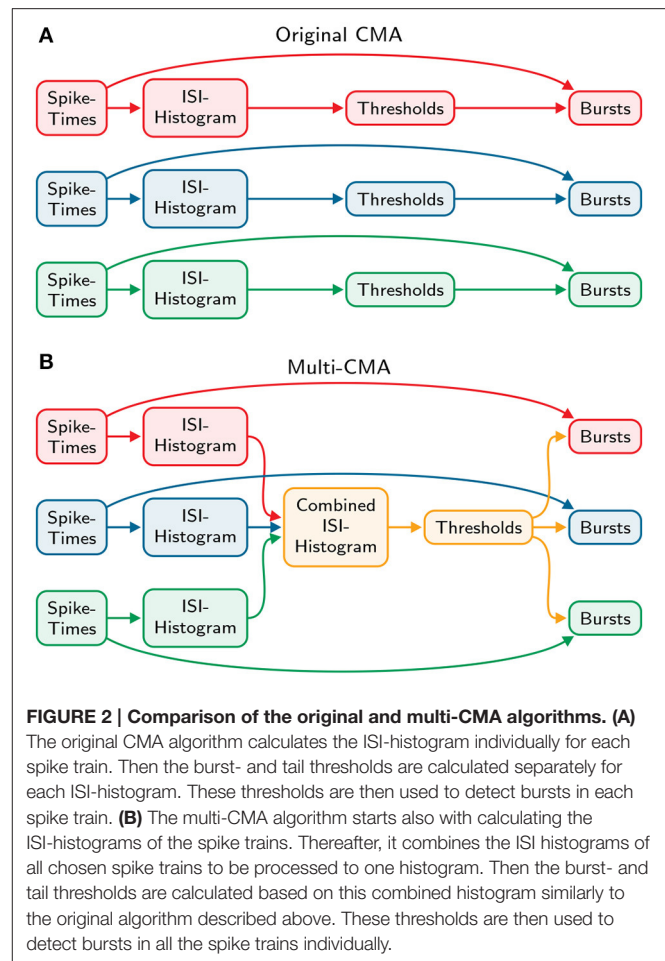 A
Original CMA
Spike-
Times
ISI-
Histogram
Thresholds
Bursts
Spike-
Times
ISI-
Histogram
Thresholds
Bursts
Spike-
Times
ISI-
Histogram
Thresholds
Bursts
B
Multi-CMA
Spike-
Times
ISI-
Histogram
Bursts
Spike-
Times
ISI-
Histogram
Combined
ISI-
Histogram
Thresholds
Bursts
Spike-
Times
ISI-
Histogram
Bursts
FIGURE 2 | Comparison of the original and multi-CMA algorithms. (A)
The original CMA algorithm calculates the ISI-histogram individually for each
spike train. Then the burst- and tail thresholds are calculated separately for
each ISI-histogram. These thresholds are then used to detect bursts in each
spike train. (B) The multi-CMA algorithm starts also with calculating the
ISI-histograms of the spike trains. Thereafter, it combines the ISI histograms of
all chosen spike trains to be processed to one histogram. Then the burst- and
tail thresholds are calculated based on this combined histogram similarly to
the original algorithm described above. These thresholds are then used to
detect bursts in all the spike trains individually.